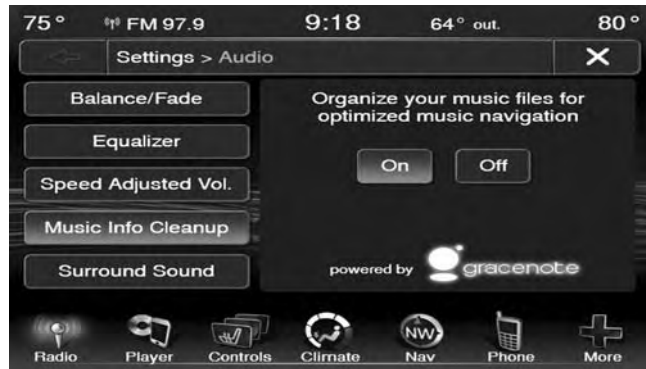 75° FM 97.9 9:18 64° out. 80°
Settings > Audio X
Balance/Fade
Equalizer
Speed Adjusted Vol.
Music Info Cleanup
Surround Sound
Organize your music files for
optimized music navigation
On Off
powered by gracenote
NW
Radio Player Controls Climate Nav Phone More